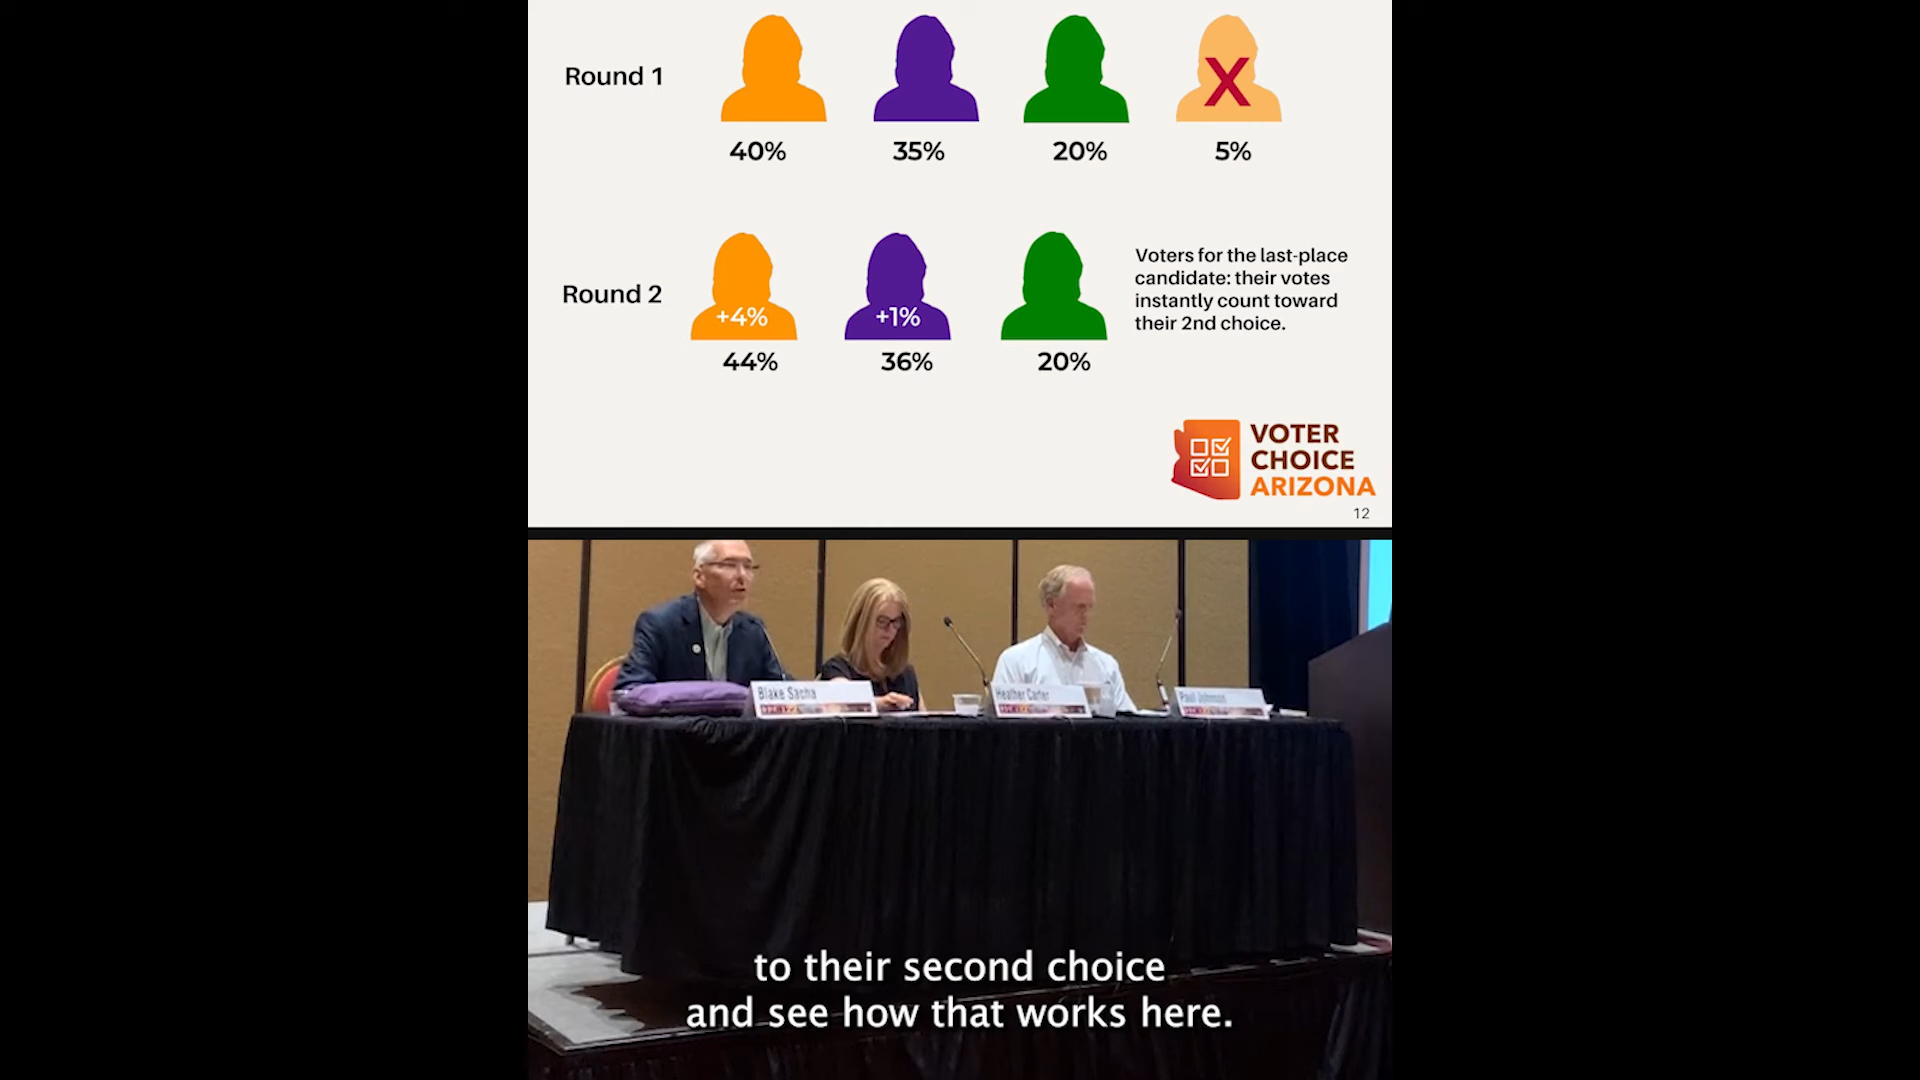 Round 1
40%
35%
20%
5%
Round 2
+4%
+1%
44%
36%
20%
Voters for the last-place
candidate: their votes
instantly count toward
their 2nd choice.
VOTER
CHOICE
ARIZONA
12
Blake Sacha
Heather Carter
Paul Johnson
to their second choice
and see how that works here.